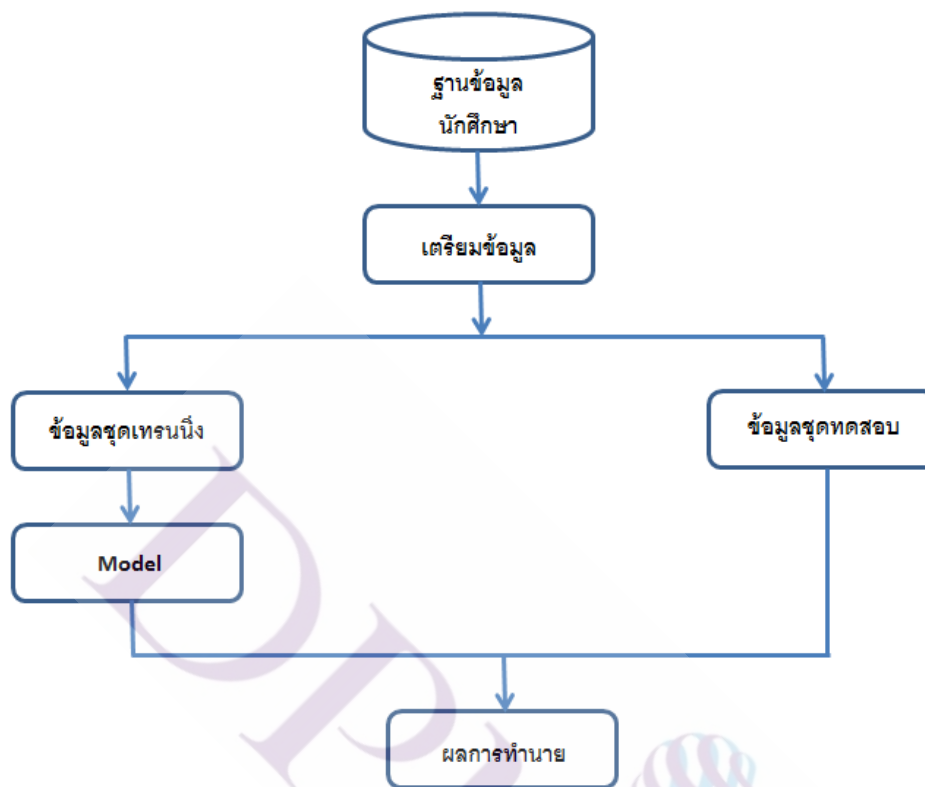 ฐานข้อมูล
นักศึกษา
เตรียมข้อมูล
ข้อมูลชุดเทรนนิ่ง
ข้อมูลชุดทดสอบ
Model
ผลการทำนาย